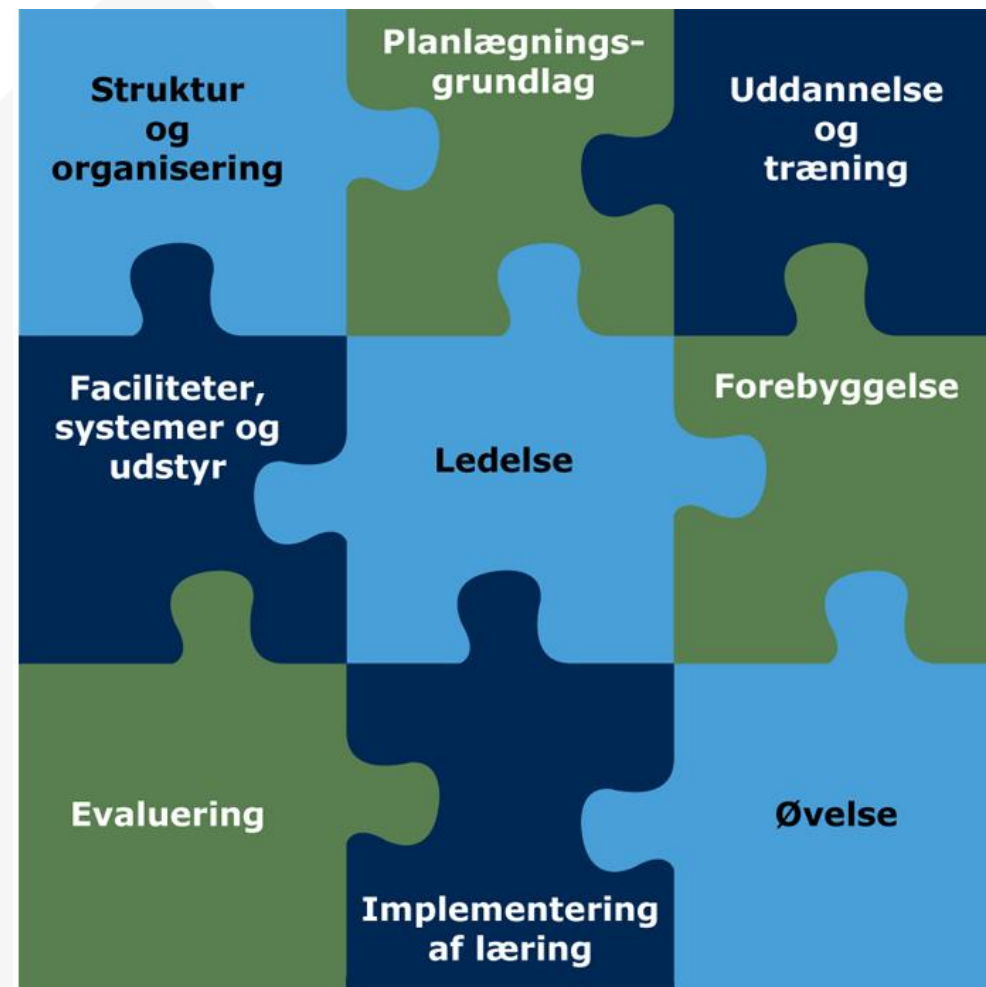 Struktur
og
organisering
Planlægnings-
grundlag
Uddannelse
og
træning
Faciliteter,
systemer og
udstyr
Ledelse
Forebyggelse
Evaluering
Implementering
af læring
Øvelse